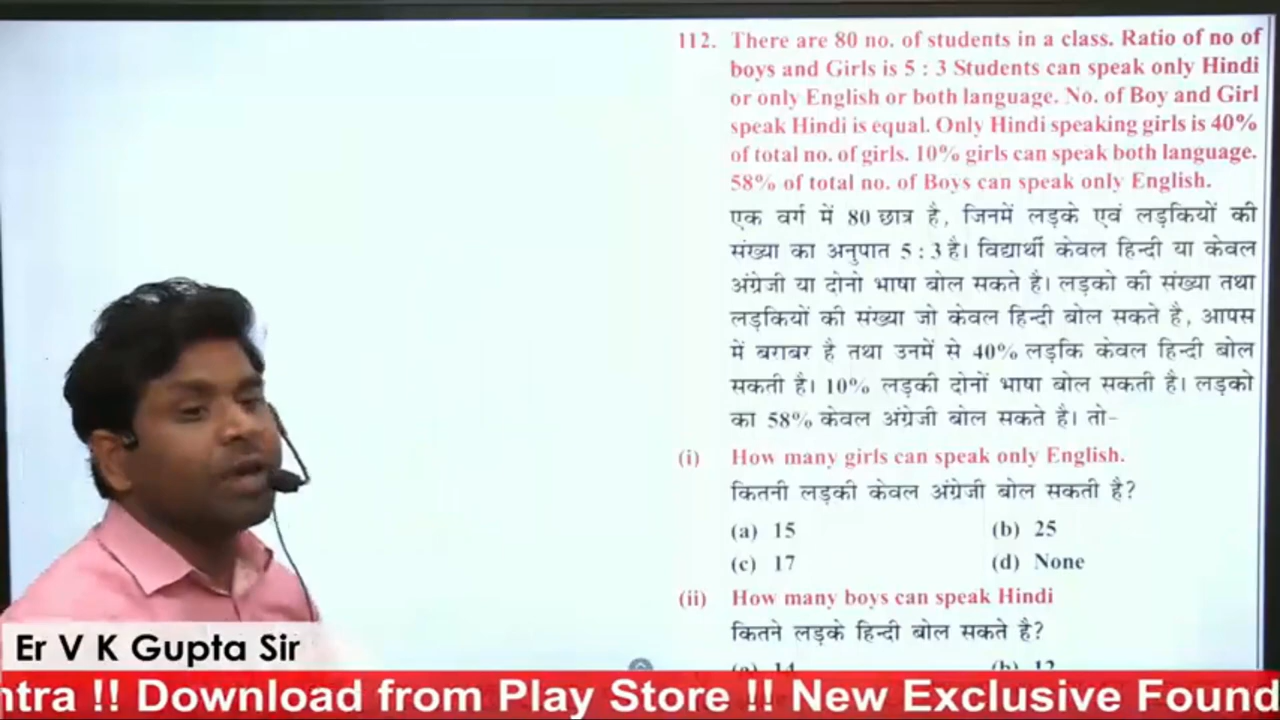 112. There are 80 no. of students in a class. Ratio of no of
boys and Girls is 5 : 3 Students can speak only Hindi
or only English or both language. No. of Boy and Girl
speak Hindi is equal. Only Hindi speaking girls is 40%
of total no. of girls. 10% girls can speak both language.
58% of total no. of Boys can speak only English.
एक वर्ग में 80 छात्र है, जिनमें लड़के एवं लड़कियों की
संख्या का अनुपात 5 : 3 है। विद्यार्थी केवल हिन्दी या केवल
अंग्रेजी या दोनो भाषा बोल सकते है। लड़को की संख्या तथा
लड़कियों की संख्या जो केवल हिन्दी बोल सकते है, आपस
में बराबर है तथा उनमें से 40% लड़कि केवल हिन्दी बोल
सकती है। 10% लड़की दोनों भाषा बोल सकती है। लड़को
का 58% केवल अंग्रेजी बोल सकते है। तो-
(i) How many girls can speak only English.
कितनी लड़की केवल अंग्रेजी बोल सकती है?
(a) 15 (b) 25
(c) 17 (d) None
(ii) How many boys can speak Hindi
कितने लड़के हिन्दी बोल सकते है?
(a) 14 (b) 12
Er V K Gupta Sir
ntra !! Download from Play Store !! New Exclusive Found